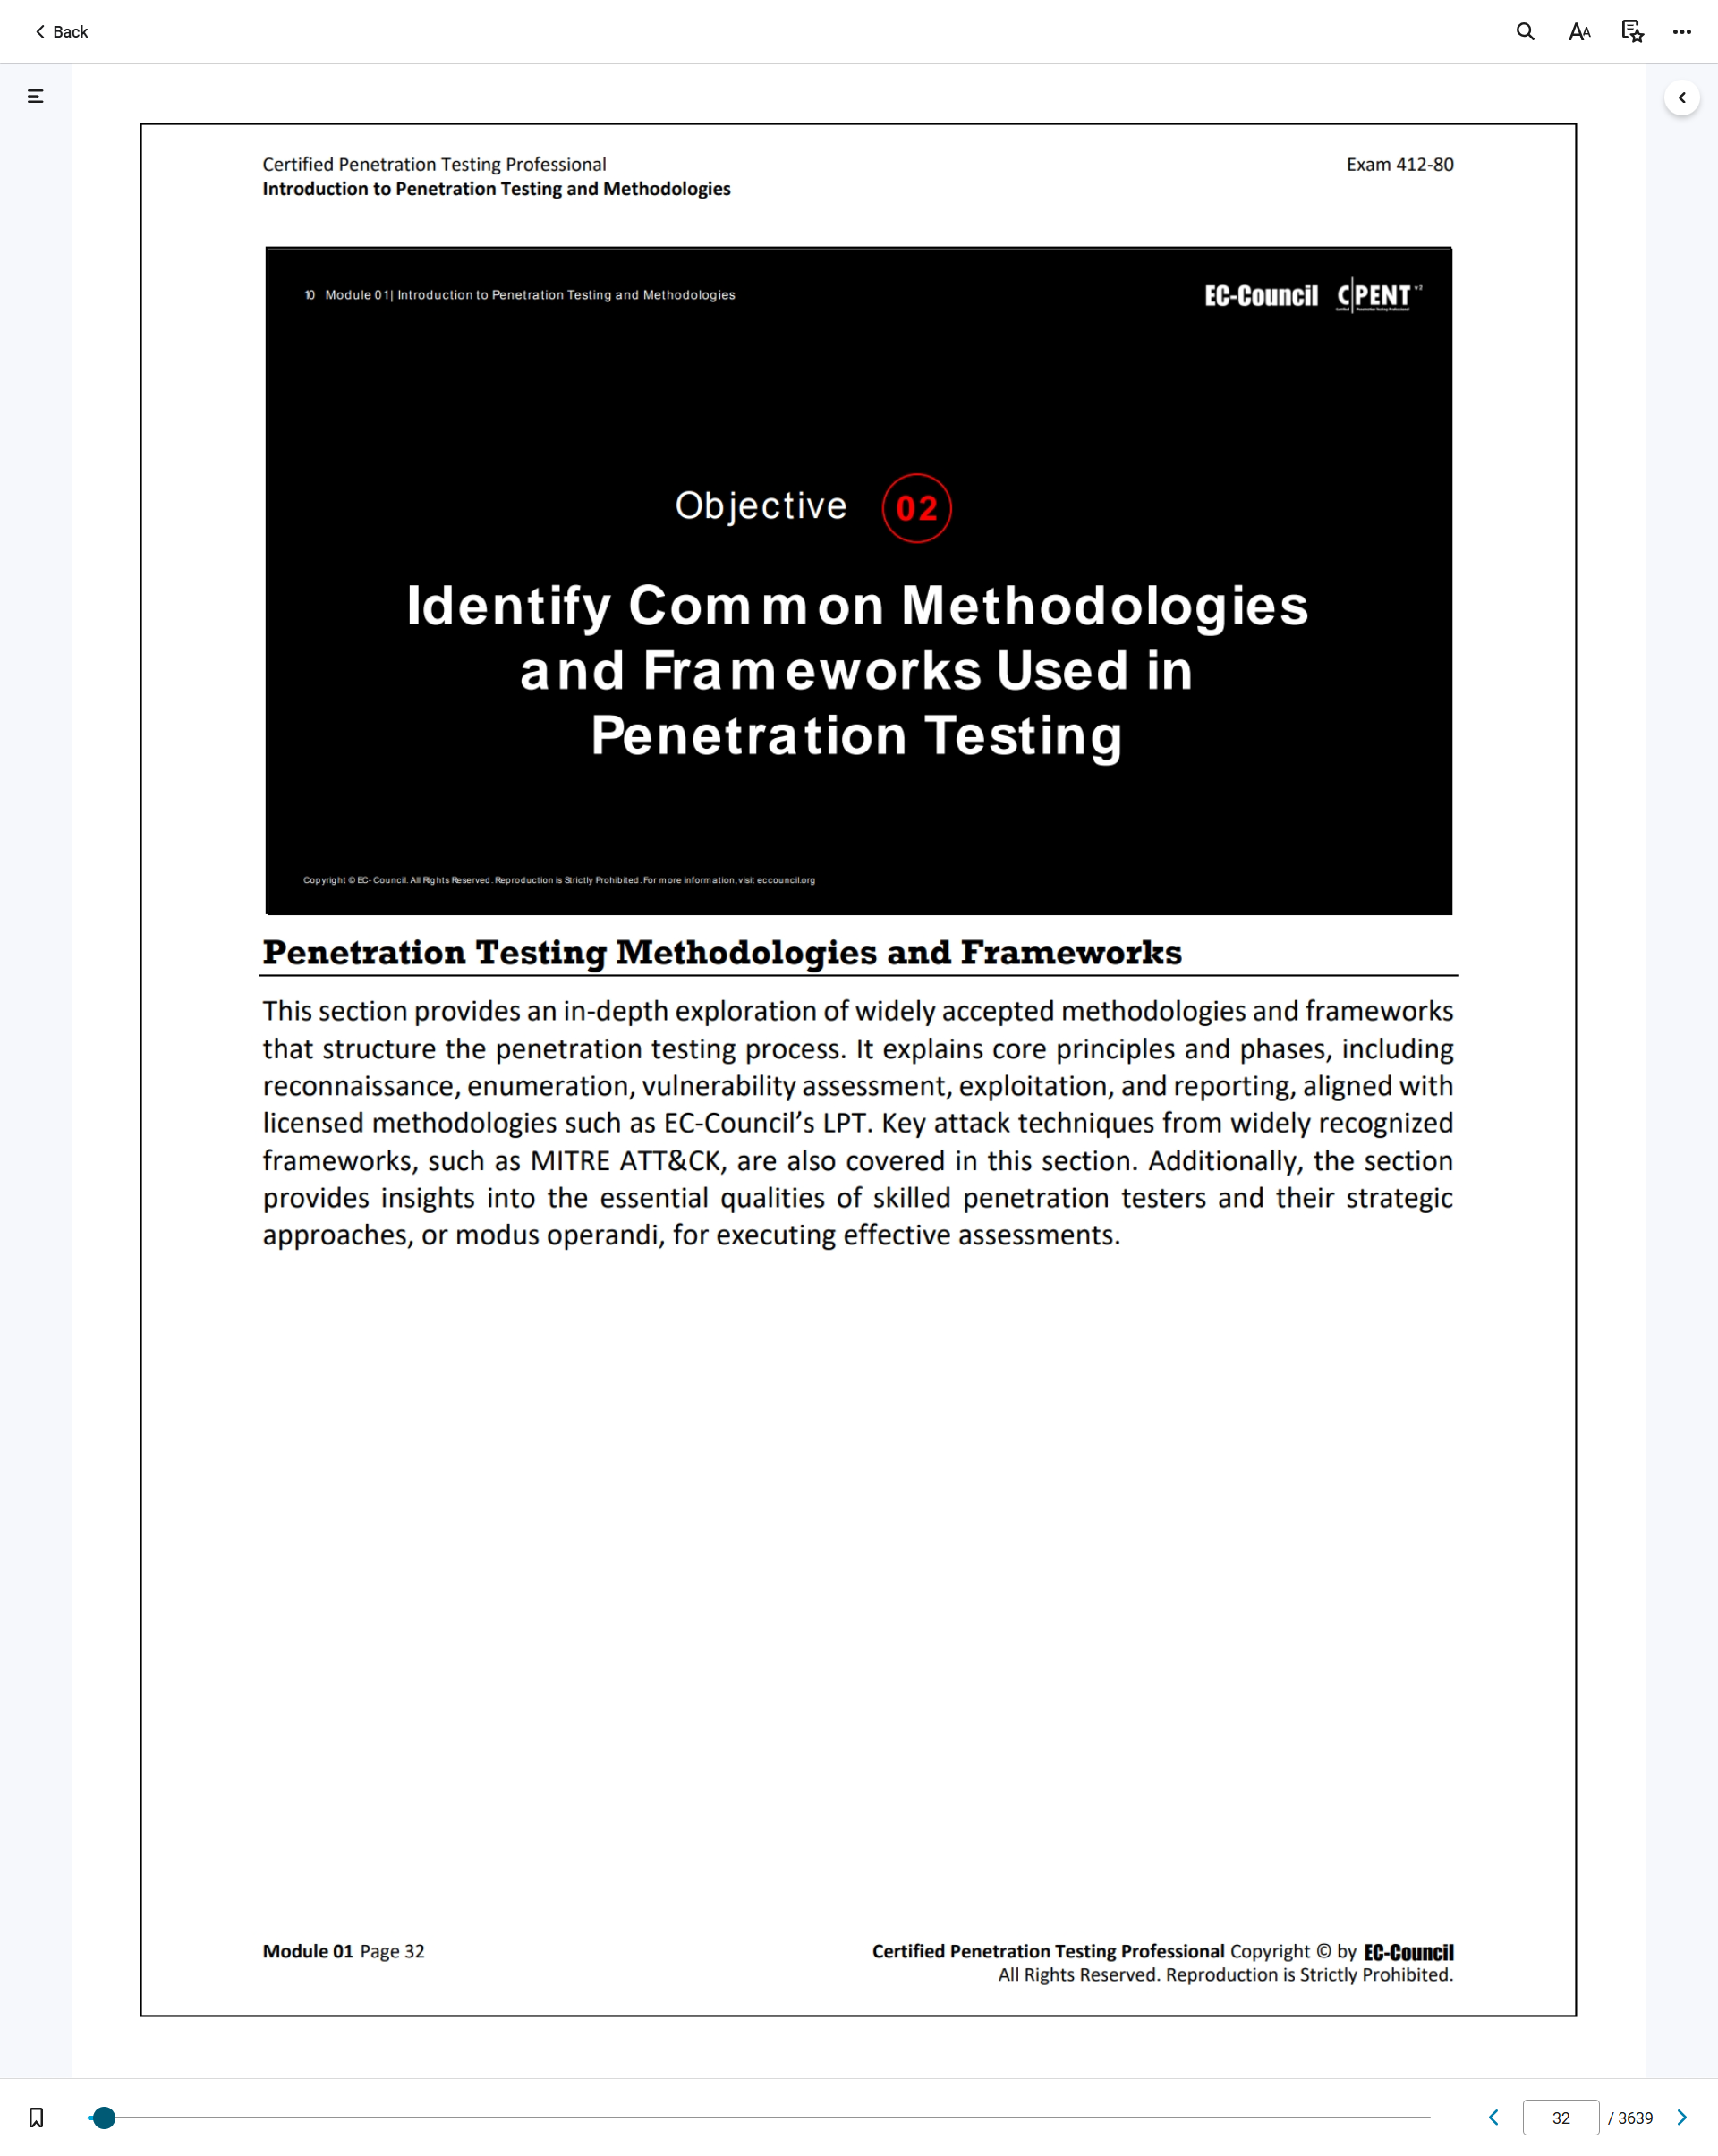 Back
Certified Penetration Testing Professional
Exam 412-80
Introduction to Penetration Testing and Methodologies
10 Module 01| Introduction to Penetration Testing and Methodologies
EC-Council C|PENT v2
Objective 02
Identify Common Methodologies
and Frameworks Used in
Penetration Testing
Copyright © EC-Council. All Rights Reserved. Reproduction is Strictly Prohibited. For more information, visit eccouncil.org
Penetration Testing Methodologies and Frameworks
This section provides an in-depth exploration of widely accepted methodologies and frameworks
that structure the penetration testing process. It explains core principles and phases, including
reconnaissance, enumeration, vulnerability assessment, exploitation, and reporting, aligned with
licensed methodologies such as EC-Council’s LPT. Key attack techniques from widely recognized
frameworks, such as MITRE ATT&CK, are also covered in this section. Additionally, the section
provides insights into the essential qualities of skilled penetration testers and their strategic
approaches, or modus operandi, for executing effective assessments.
Module 01 Page 32
Certified Penetration Testing Professional Copyright © by EC-Council
All Rights Reserved. Reproduction is Strictly Prohibited.
32 / 3639